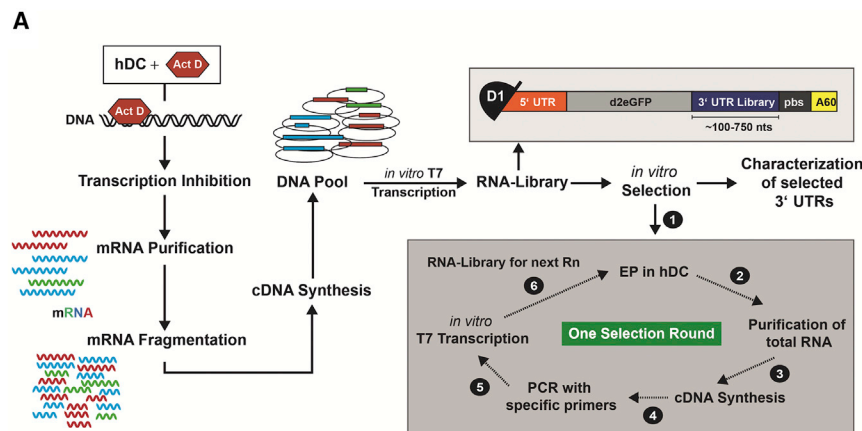 A
hDC + Act D
Act D
DNA
Transcription Inhibition
mRNA Purification
mRNA
mRNA Fragmentation
cDNA Synthesis
DNA Pool
in vitro T7
Transcription
RNA-Library
D1 5' UTR d2eGFP 3' UTR Library pbs A60
~100-750 nts
in vitro
Selection
Characterization
of selected
3' UTRs
1
RNA-Library for next Rn
6
EP in hDC
2
One Selection Round
Purification of
total RNA
3
cDNA Synthesis
4
PCR with
specific primers
5
in vitro
T7 Transcription